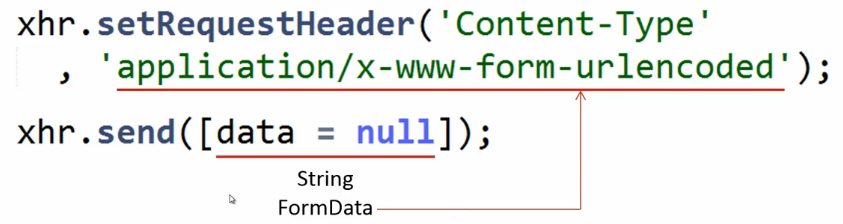 xhr.setRequestHeader('Content-Type'
, 'application/x-www-form-urlencoded');
xhr.send([data = null]);
String
FormData